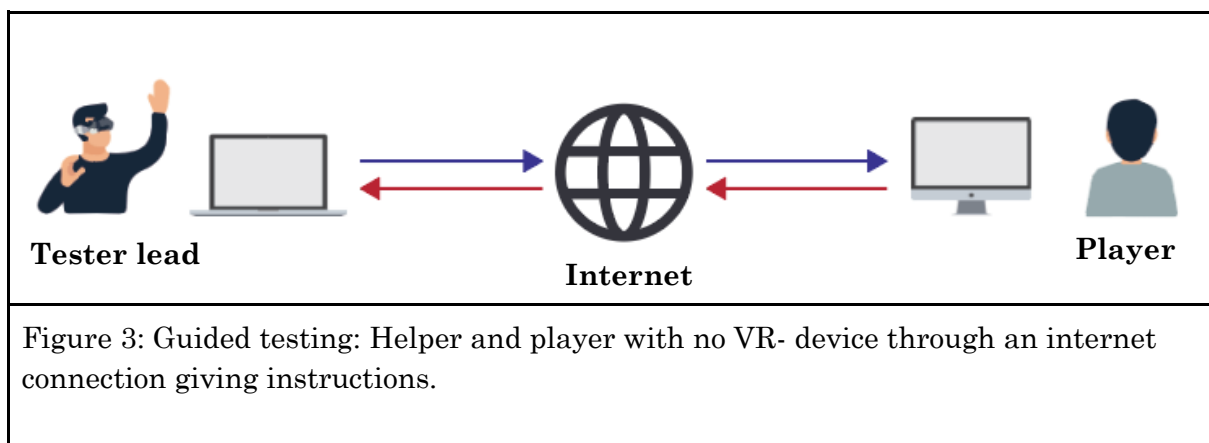 Tester lead
Internet
Player
Figure 3: Guided testing: Helper and player with no VR- device through an internet
connection giving instructions.